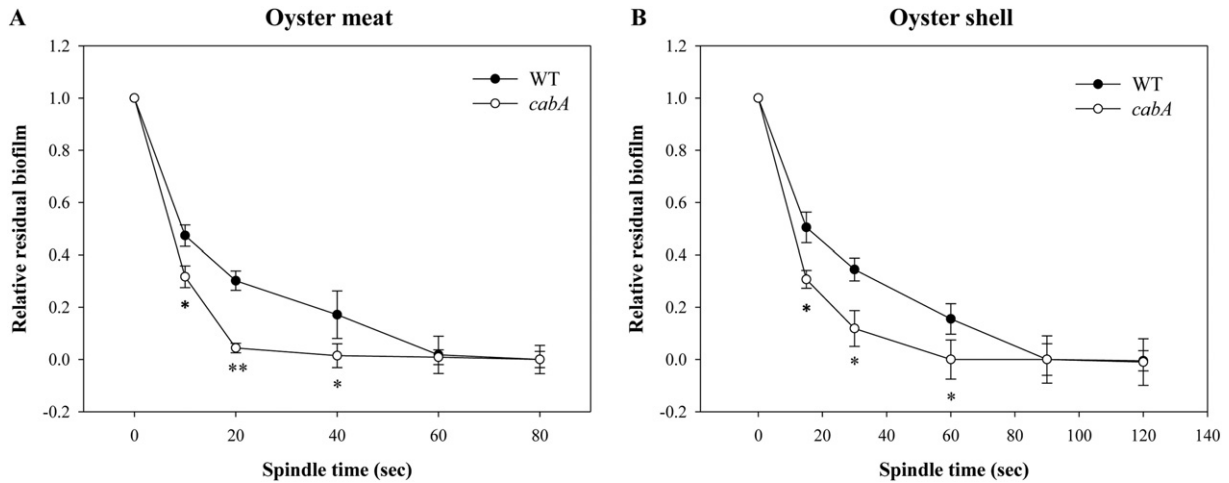 A Oyster meat
1.2
1.0
0.8
0.6
0.4
0.2
0.0
-0.2
Relative residual biofilm
WT
cabA
*
**
*
0 20 40 60 80
Spindle time (sec)
B Oyster shell
1.2
1.0
0.8
0.6
0.4
0.2
0.0
-0.2
Relative residual biofilm
WT
cabA
*
*
*
0 20 40 60 80 100 120 140
Spindle time (sec)